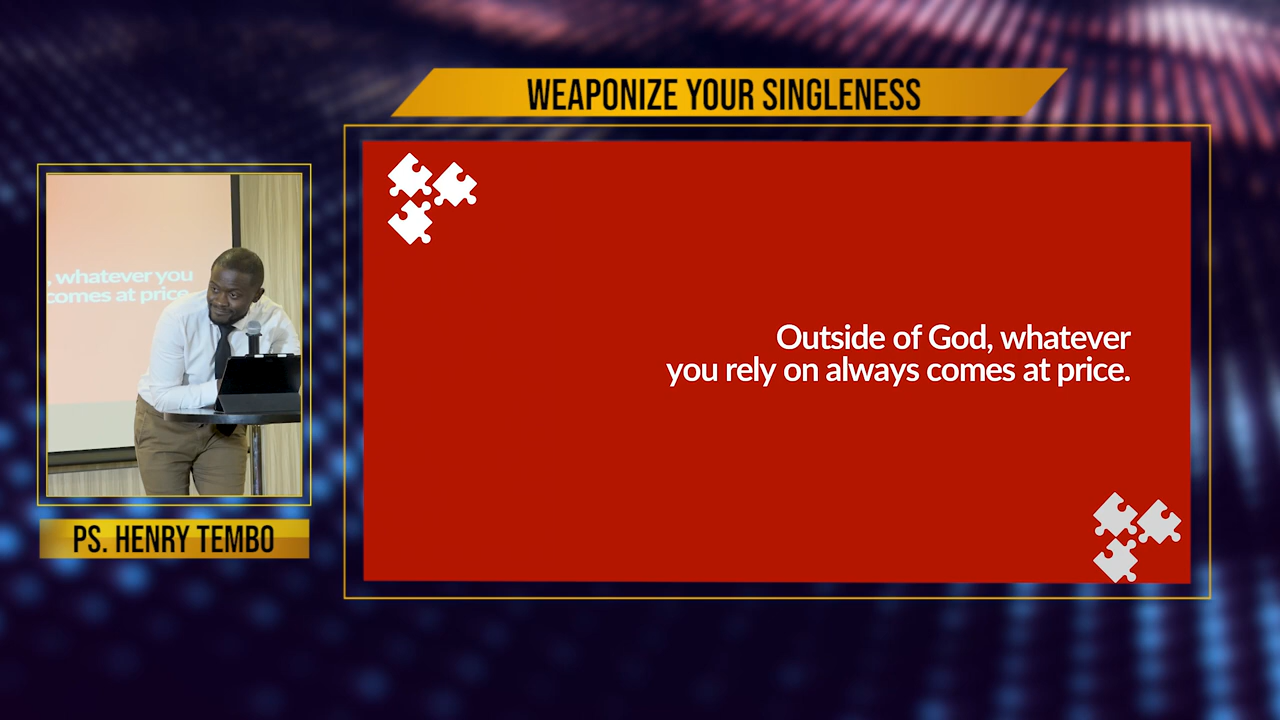 WEAPONIZE YOUR SINGLENESS
Outside of God, whatever
you rely on always comes at price.
, whatever you
comes at price
PS. HENRY TEMBO